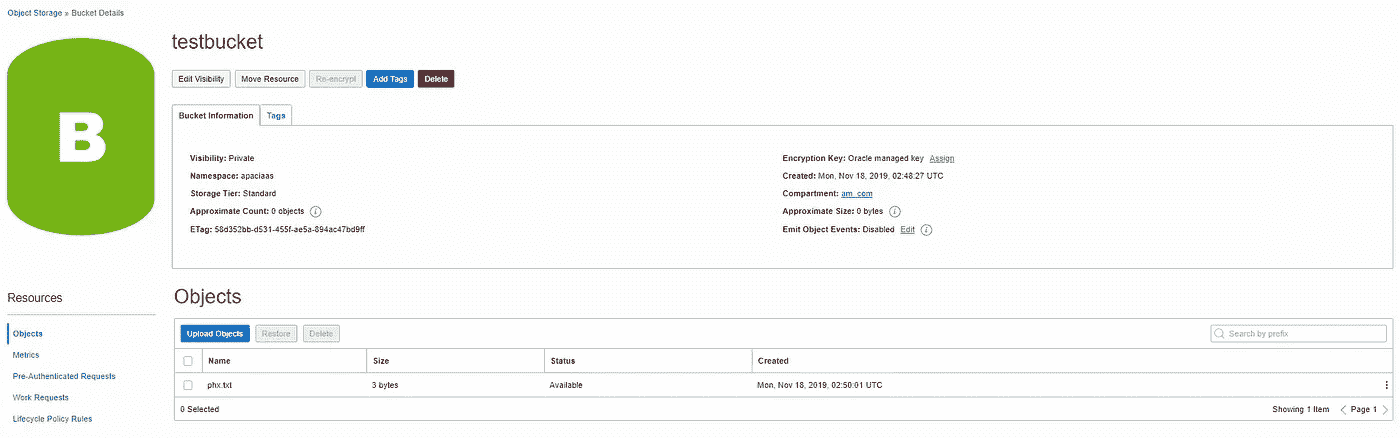 Object Storage » Bucket Details
B
testbucket
Edit Visibility Move Resource Re-encrypt Add Tags Delete
Bucket Information Tags
Visibility: Private Encryption Key: Oracle managed key Assign
Namespace: apaciaas Created: Mon, Nov 18, 2019, 02:48:27 UTC
Storage Tier: Standard Compartment: am_com
Approximate Count: 0 objects i Approximate Size: 0 bytes i
ETag: 58d352bb-d531-455f-ae5a-894ac47bd9ff Emit Object Events: Disabled Edit i
Resources
Objects
Metrics
Pre-Authenticated Requests
Work Requests
Lifecycle Policy Rules
Objects
Upload Objects Restore Delete Search by prefix
Name Size Status Created
phx.txt 3 bytes Available Mon, Nov 18, 2019, 02:50:01 UTC
0 Selected Showing 1 Item < Page 1 >